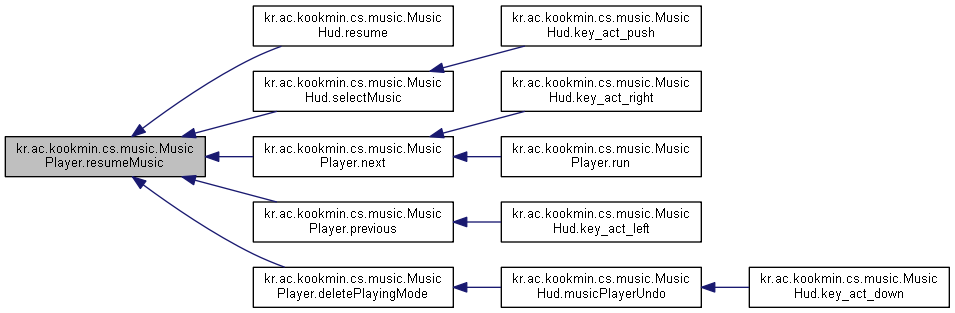 kr.ac.kookmin.cs.music.Music
Hud.resume
kr.ac.kookmin.cs.music.Music
Hud.key_act_push
kr.ac.kookmin.cs.music.Music
Hud.selectMusic
kr.ac.kookmin.cs.music.Music
Hud.key_act_right
kr.ac.kookmin.cs.music.Music
Player.resumeMusic
kr.ac.kookmin.cs.music.Music
Player.next
kr.ac.kookmin.cs.music.Music
Player.run
kr.ac.kookmin.cs.music.Music
Player.previous
kr.ac.kookmin.cs.music.Music
Hud.key_act_left
kr.ac.kookmin.cs.music.Music
Player.deletePlayingMode
kr.ac.kookmin.cs.music.Music
Hud.musicPlayerUndo
kr.ac.kookmin.cs.music.Music
Hud.key_act_down